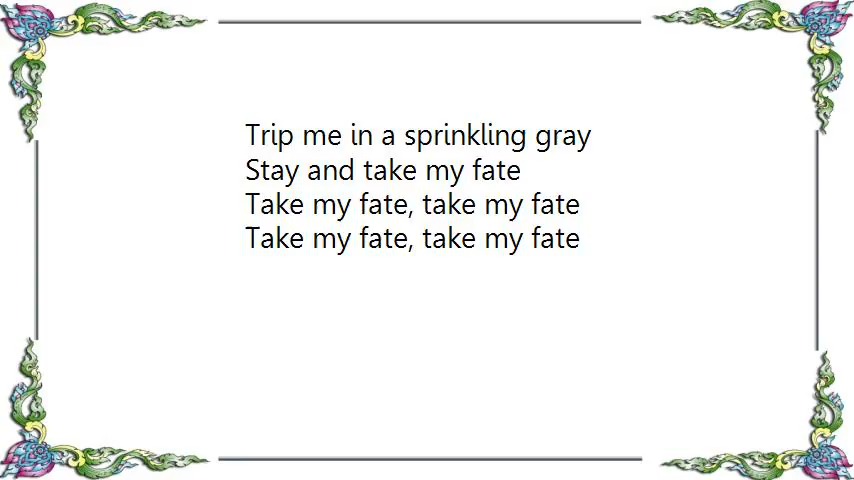 Trip me in a sprinkling gray
Stay and take my fate
Take my fate, take my fate
Take my fate, take my fate